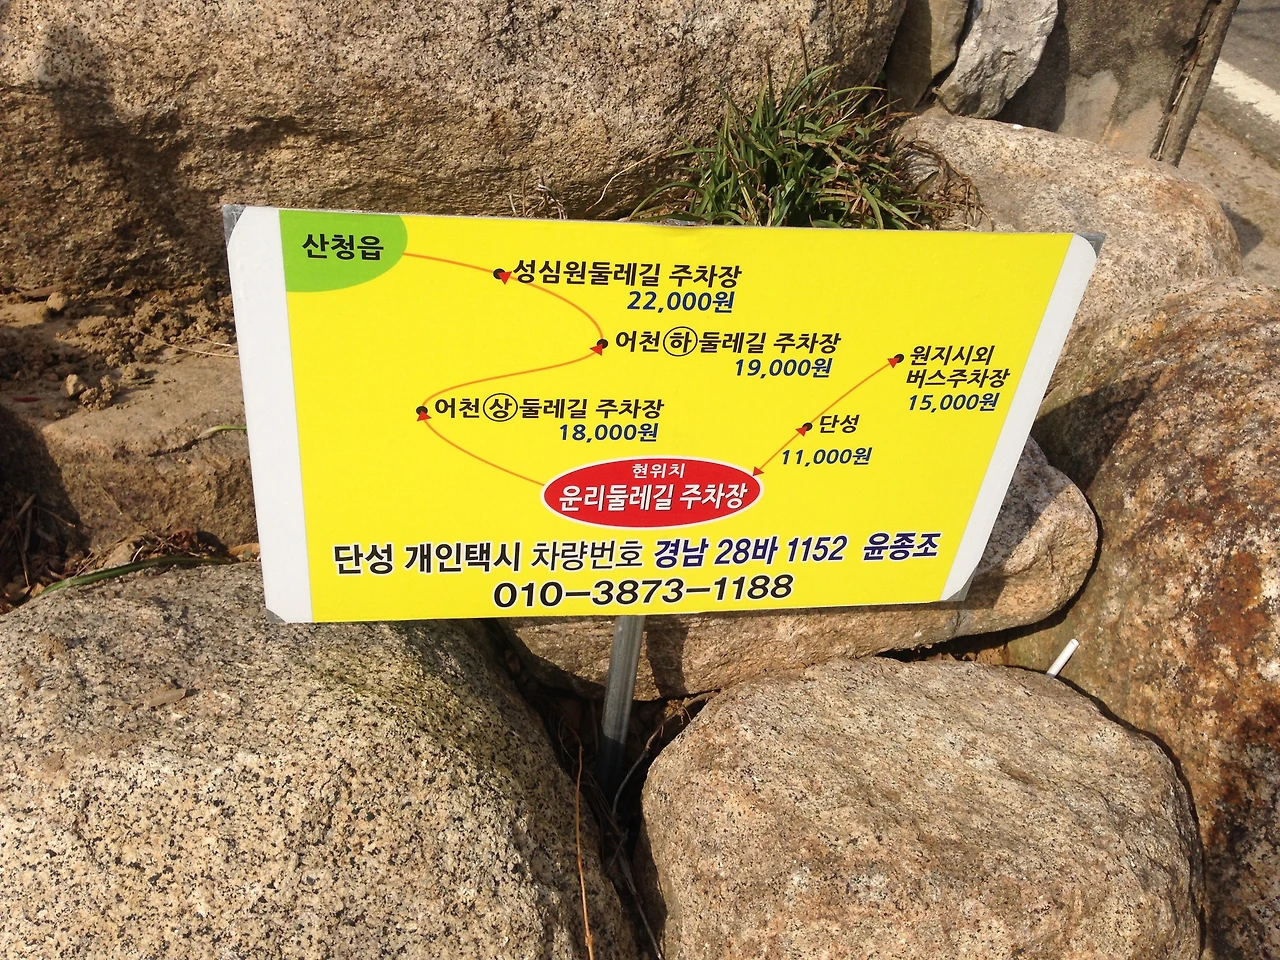 산청읍
성심원둘레길 주차장
22,000원
어천㉻둘레길 주차장
19,000원
원지시외
버스주차장
15,000원
어천(상)둘레길 주차장
18,000원
단성
11,000원
현위치
운리둘레길 주차장
단성 개인택시 차량번호 경남 28바 1152 윤종조
010-3873-1188